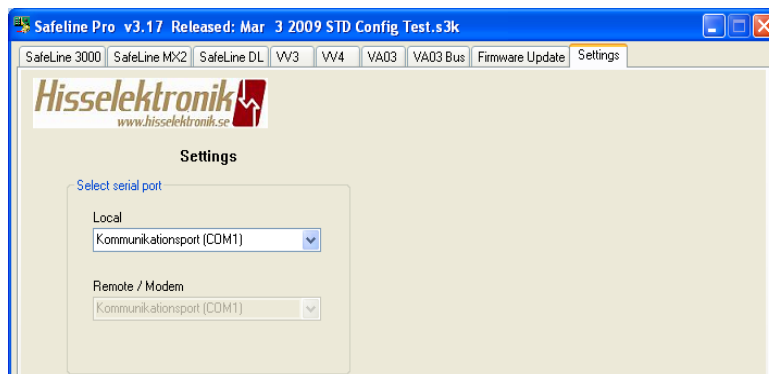 Safeline Pro v3.17 Released: Mar 3 2009 STD Config Test.s3k
SafeLine 3000 SafeLine MX2 SafeLine DL VV3 VV4 VA03 VA03 Bus Firmware Update Settings
Hisselektronik
www.hisselektronik.se
Settings
Select serial port
Local
Kommunikationsport (COM1)
Remote / Modem
Kommunikationsport (COM1)